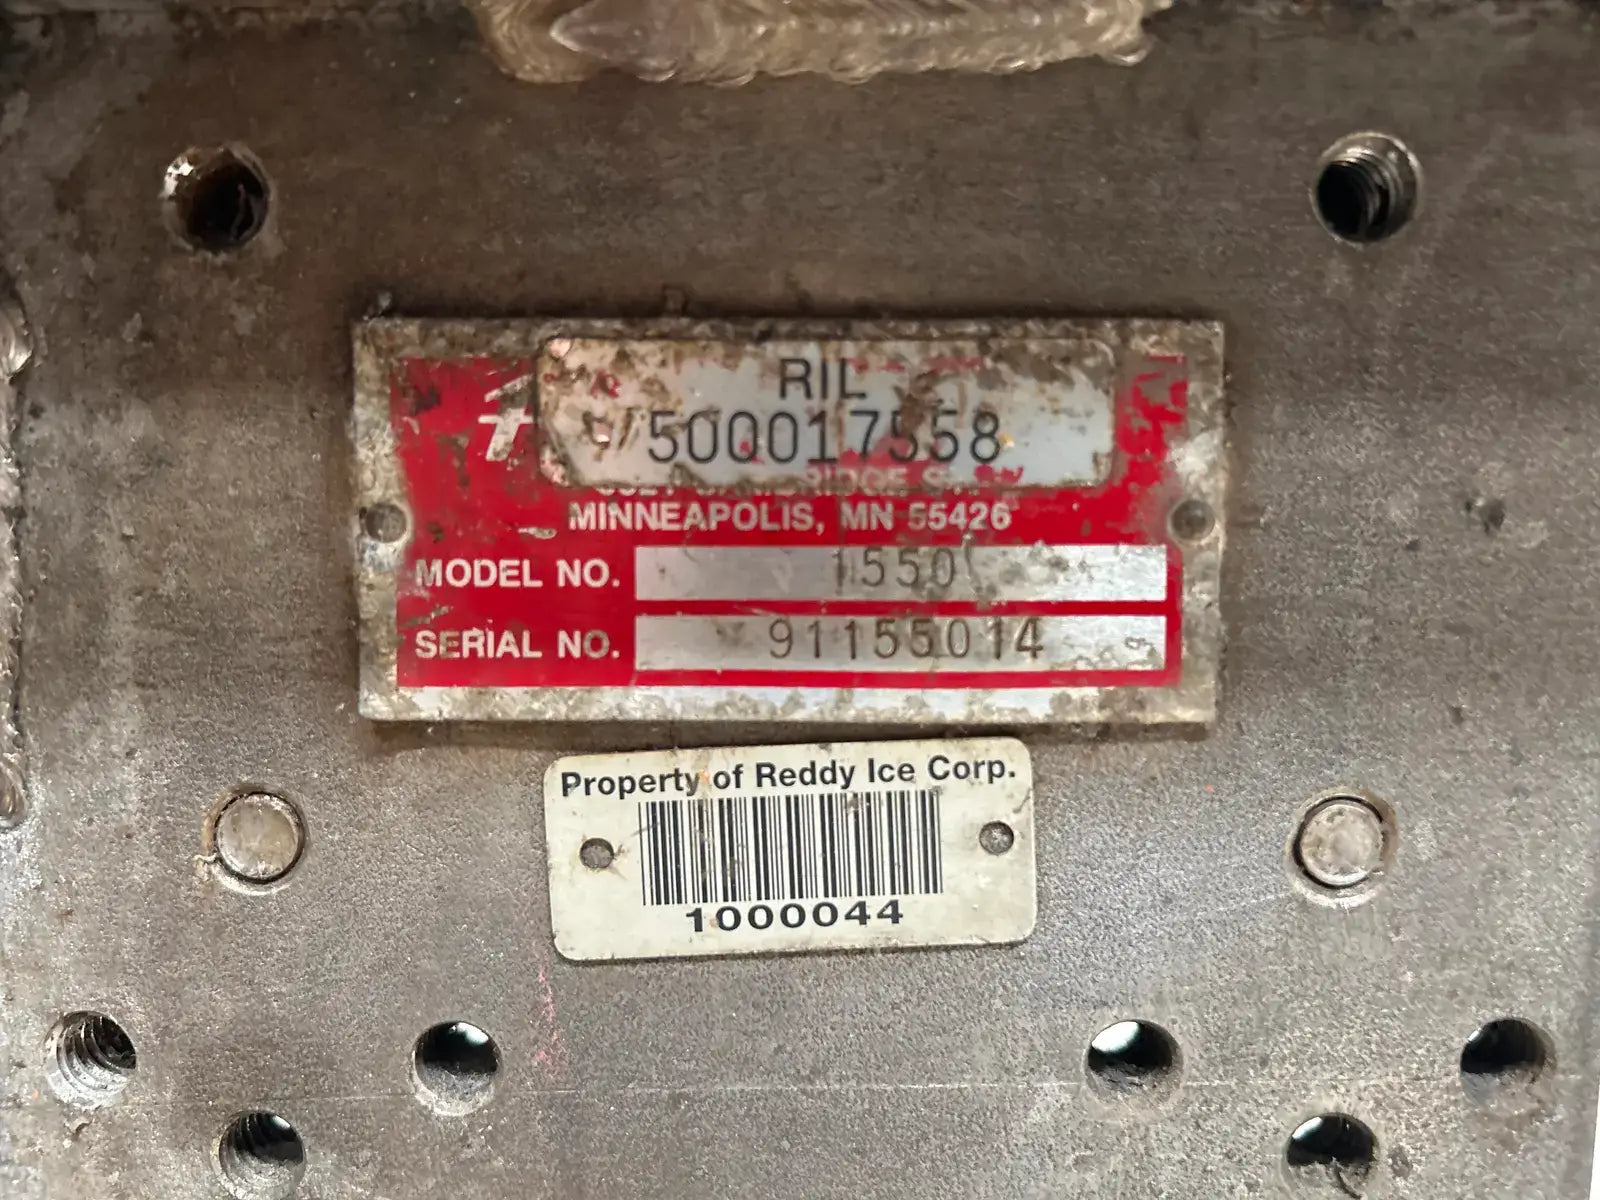 RIL
500017558
MINNEAPOLIS, MN 55426
MODEL NO. 1550
SERIAL NO. 91155014
Property of Reddy Ice Corp.
1000044